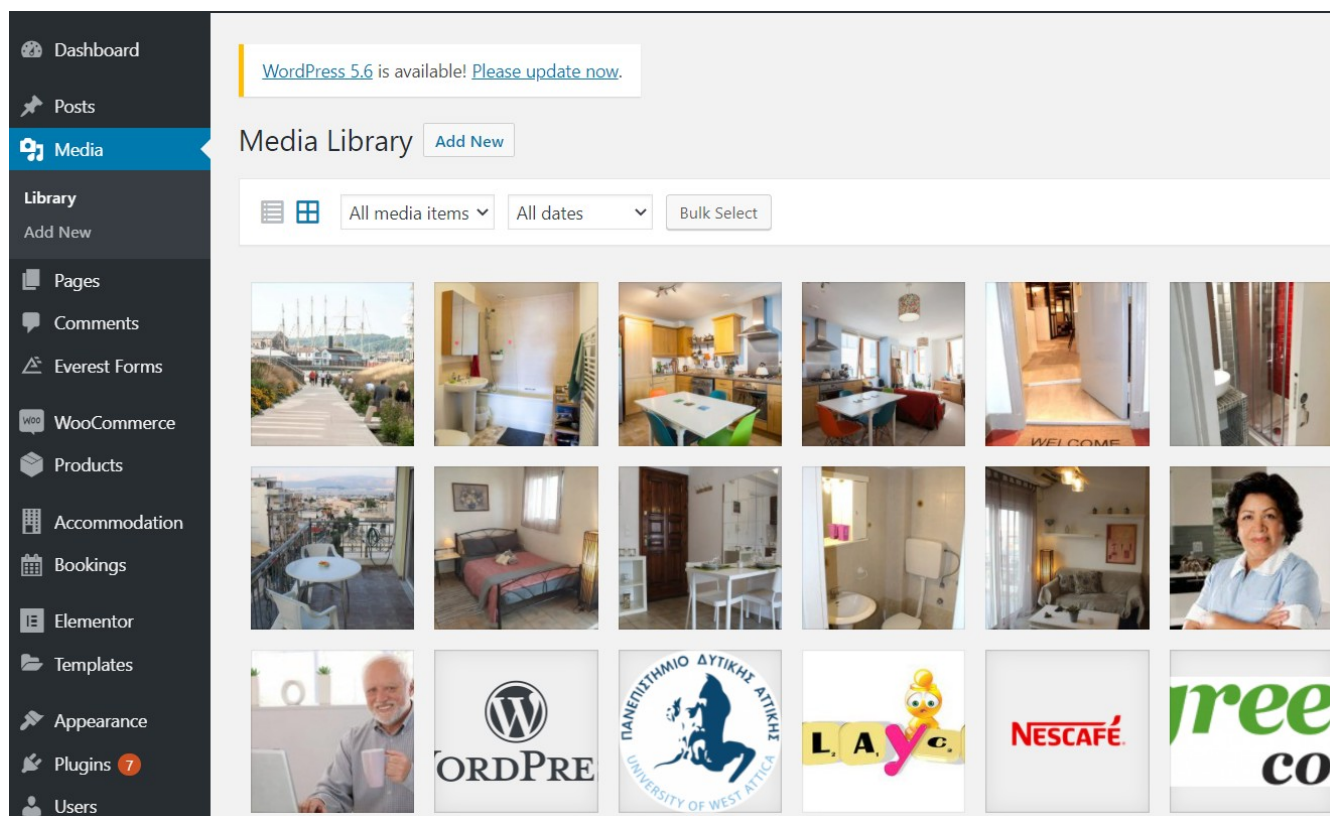 Dashboard
Posts
Media
Library
Add New
Pages
Comments
Everest Forms
Woo WooCommerce
Products
Accommodation
Bookings
Elementor
Templates
Appearance
Plugins 7
Users
WordPress 5.6 is available! Please update now.
Media Library Add New
All media items All dates Bulk Select
WELCOME
ORDPRE
ΠΑΝΕΠΙΣΤΗΜΙΟ ΔΥΤΙΚΗΣ ΑΤΤΙΚΗΣ
UNIVERSITY OF WEST ATTICA
L A y c
NESCAFÉ.
gree
co